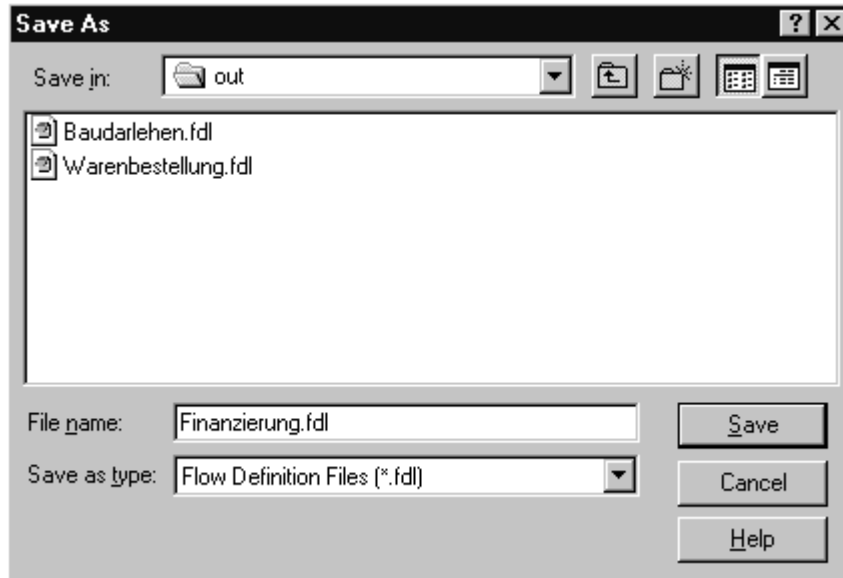 Save As
Save in: out
Baudarlehen.fdl
Warenbestellung.fdl
File name: Finanzierung.fdl Save
Save as type: Flow Definition Files (*.fdl) Cancel
Help